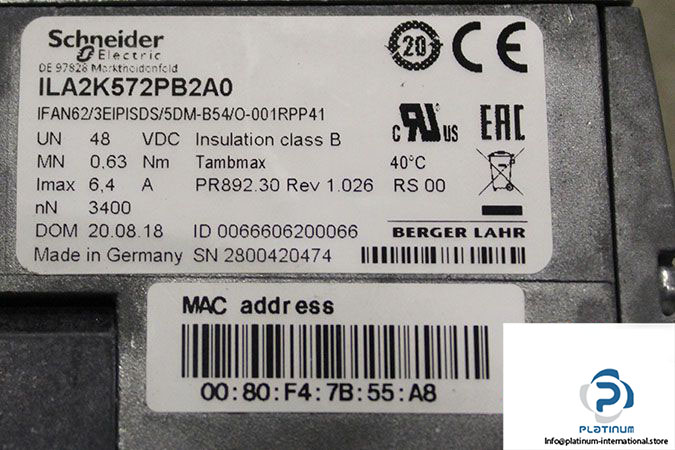 Schneider
Electric
DE 97828 Marktheidenfeld
ILA2K572PB2A0
IFAN62/3EIPISDS/5DM-B54/O-001RPP41
UN 48 VDC Insulation class B
MN 0,63 Nm Tambmax 40°C
Imax 6,4 A PR892.30 Rev 1.026 RS 00
nN 3400
DOM 20.08.18 ID 0066606200066
Made in Germany SN 2800420474
20 CE
c RU US EAC
BERGER LAHR
MAC address
00:80:F4:7B:55:A8
PLATINUM
Info@platinum-international.store